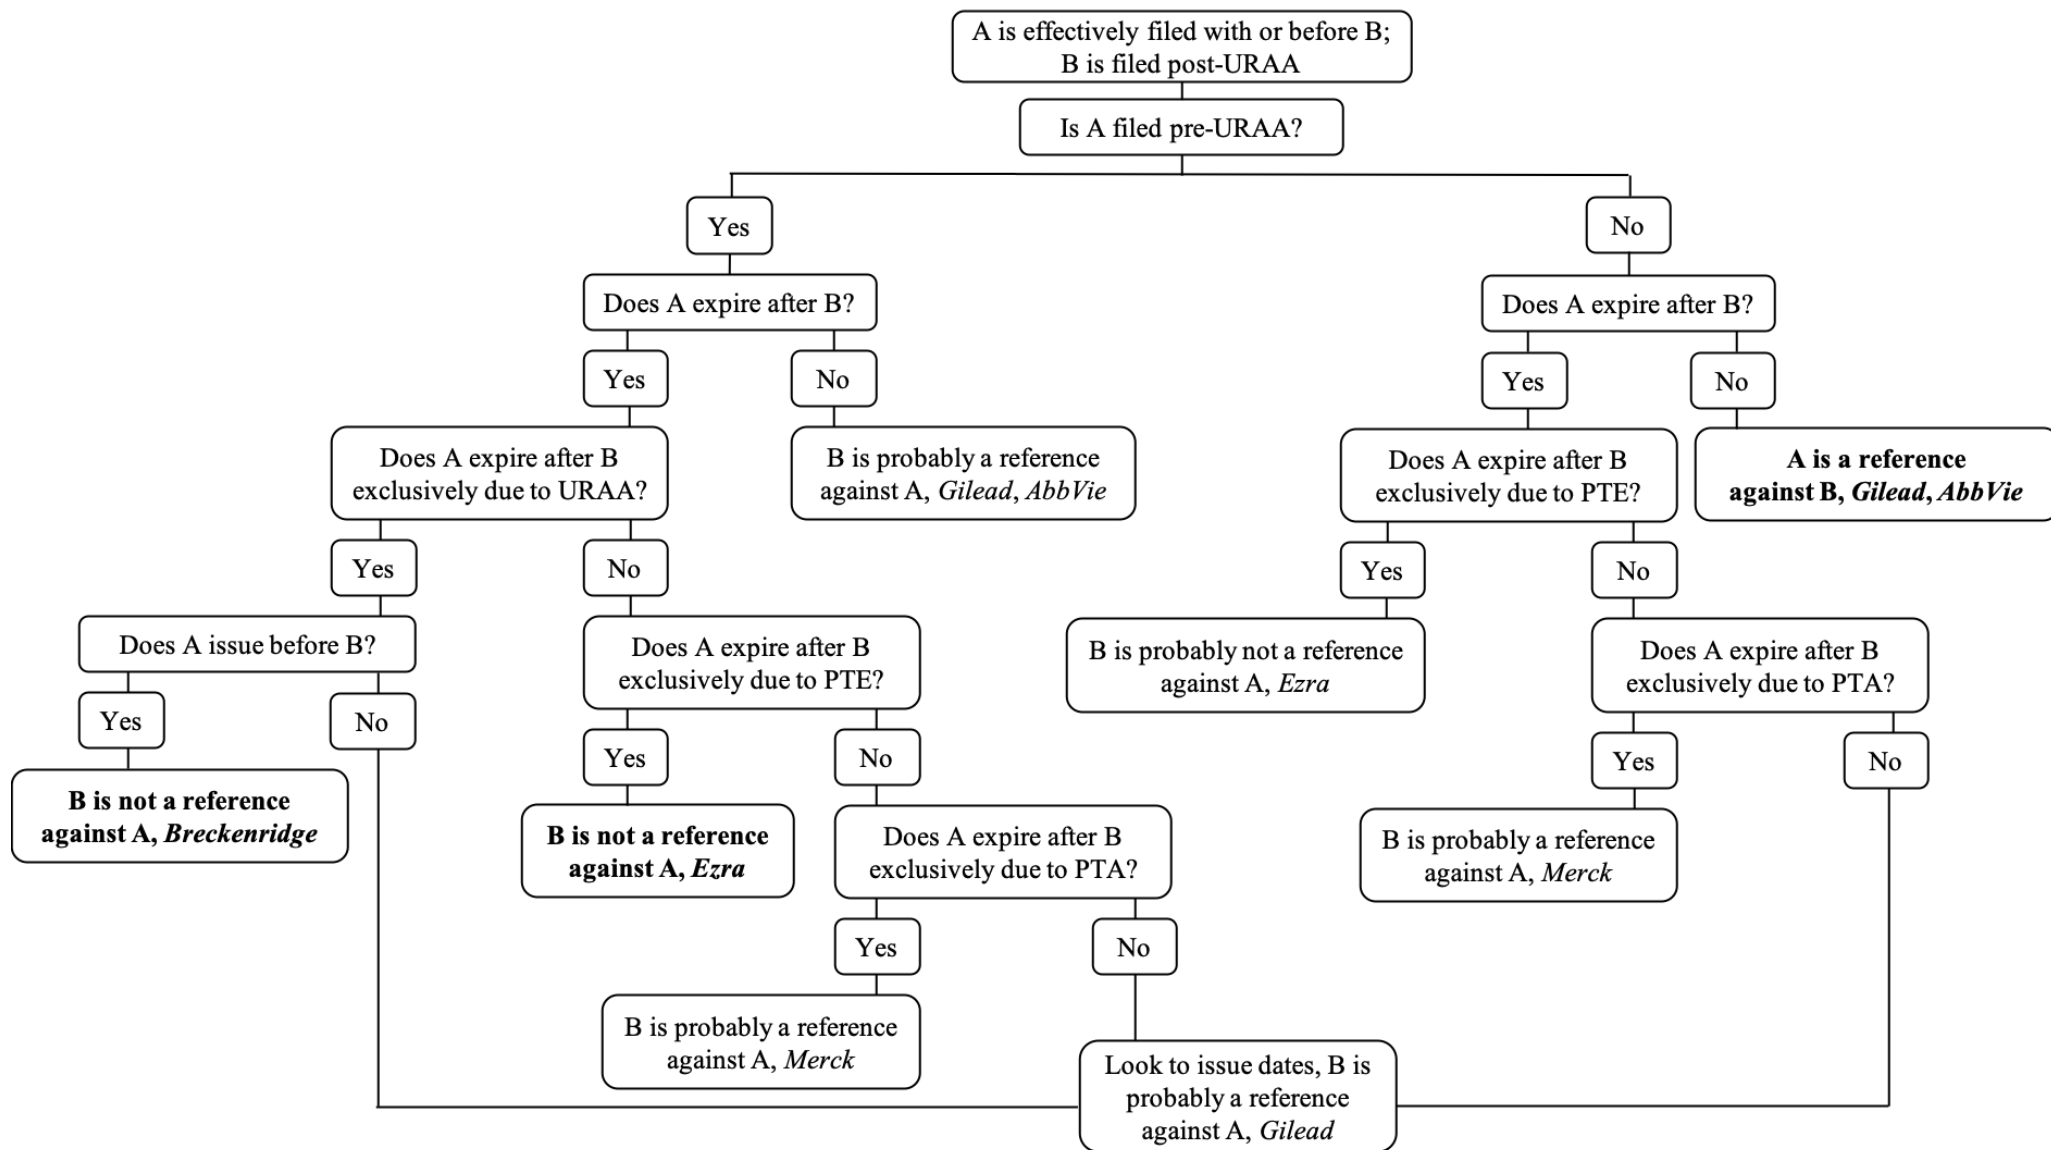 A is effectively filed with or before B;
B is filed post-URAA
Is A filed pre-URAA?
Yes
No
Does A expire after B?
Does A expire after B?
Yes
No
Yes
No
Does A expire after B
exclusively due to URAA?
B is probably a reference
against A, Gilead, AbbVie
Does A expire after B
exclusively due to PTE?
A is a reference
against B, Gilead, AbbVie
Yes
No
Yes
No
Does A issue before B?
Does A expire after B
exclusively due to PTE?
B is probably not a reference
against A, Ezra
Does A expire after B
exclusively due to PTA?
Yes
No
Yes
No
Yes
No
B is not a reference
against A, Breckenridge
B is not a reference
against A, Ezra
Does A expire after B
exclusively due to PTA?
B is probably a reference
against A, Merck
Yes
No
B is probably a reference
against A, Merck
Look to issue dates, B is
probably a reference
against A, Gilead